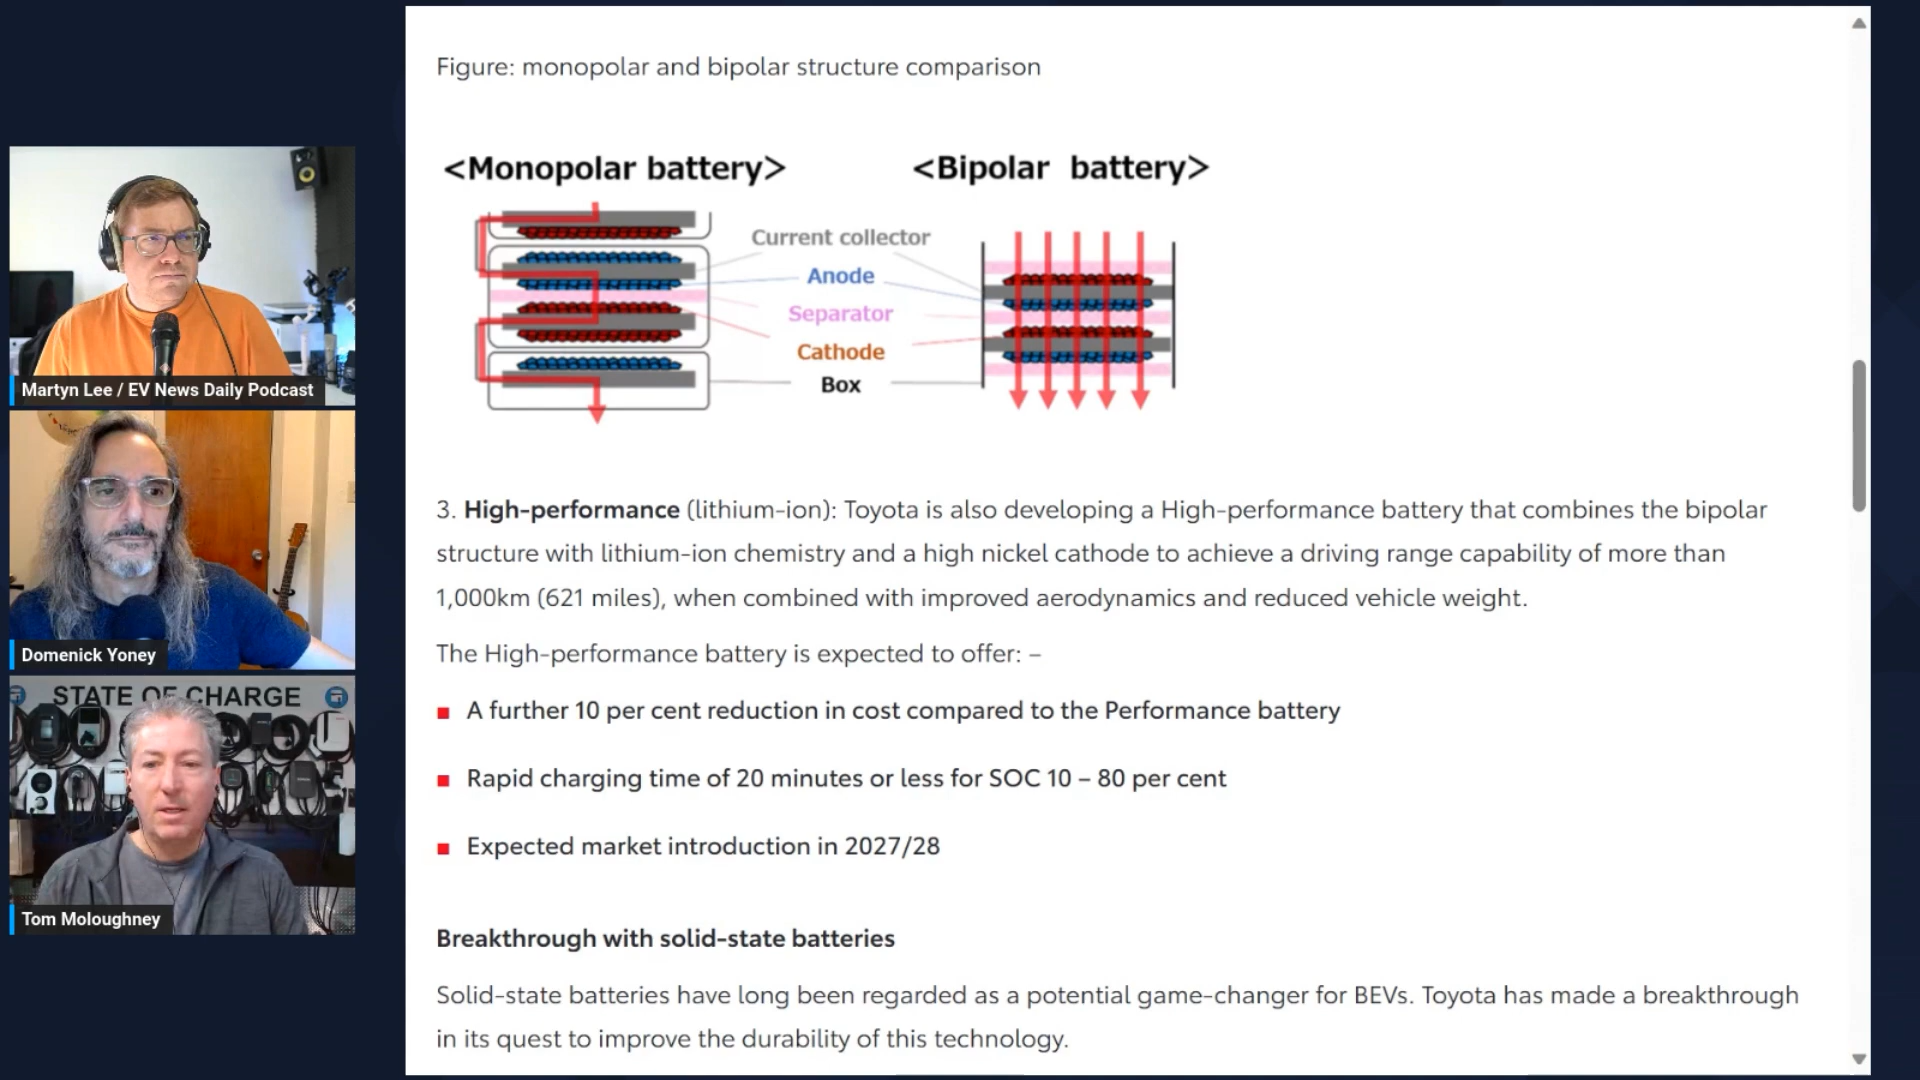 Figure: monopolar and bipolar structure comparison
<Monopolar battery>
<Bipolar battery>
Current collector
Anode
Separator
Cathode
Box
3. High-performance (lithium-ion): Toyota is also developing a High-performance battery that combines the bipolar
structure with lithium-ion chemistry and a high nickel cathode to achieve a driving range capability of more than
1,000km (621 miles), when combined with improved aerodynamics and reduced vehicle weight.
The High-performance battery is expected to offer: –
A further 10 per cent reduction in cost compared to the Performance battery
Rapid charging time of 20 minutes or less for SOC 10 – 80 per cent
Expected market introduction in 2027/28
Breakthrough with solid-state batteries
Solid-state batteries have long been regarded as a potential game-changer for BEVs. Toyota has made a breakthrough
in its quest to improve the durability of this technology.
Martyn Lee / EV News Daily Podcast
Domenick Yoney
STATE OF CHARGE
Tom Moloughney